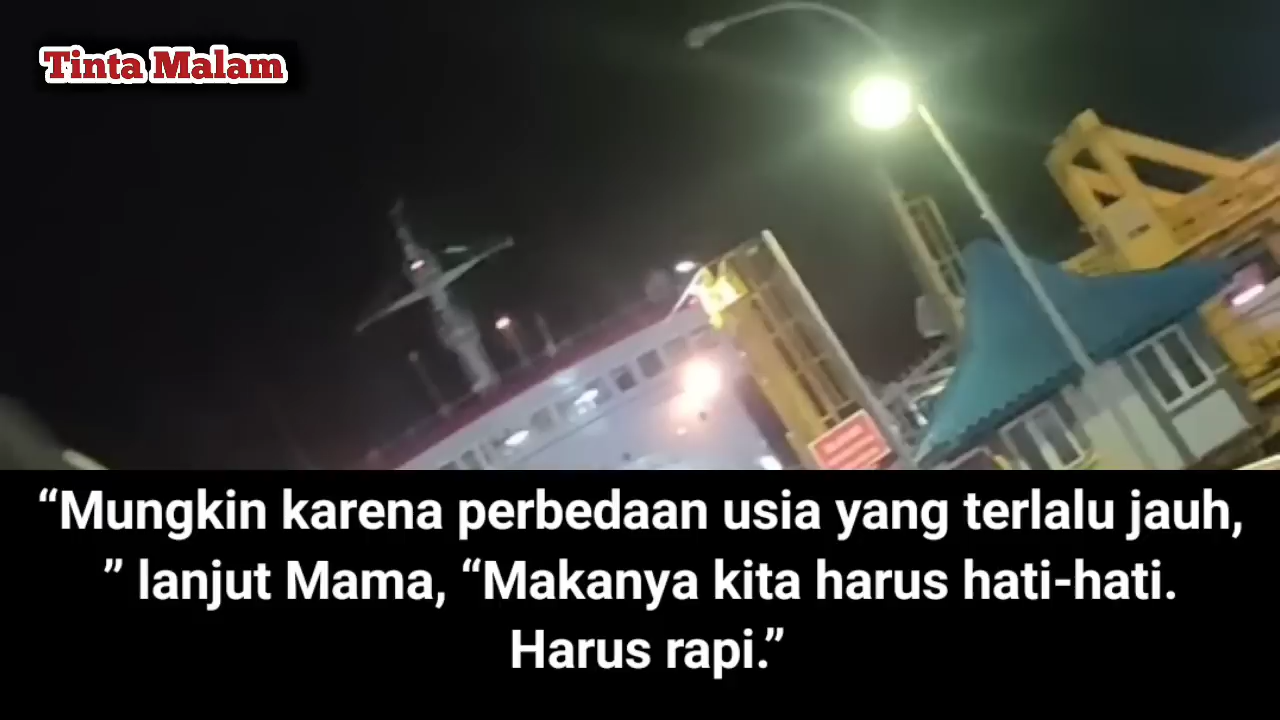 Tinta Malam
“Mungkin karena perbedaan usia yang terlalu jauh,
” lanjut Mama, “Makanya kita harus hati-hati.
Harus rapi.”